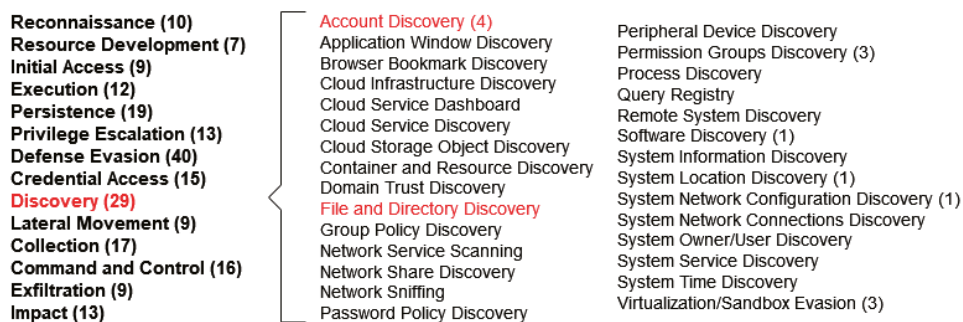 Reconnaissance (10)
Resource Development (7)
Initial Access (9)
Execution (12)
Persistence (19)
Privilege Escalation (13)
Defense Evasion (40)
Credential Access (15)
Discovery (29)
Lateral Movement (9)
Collection (17)
Command and Control (16)
Exfiltration (9)
Impact (13)
Account Discovery (4)
Application Window Discovery
Browser Bookmark Discovery
Cloud Infrastructure Discovery
Cloud Service Dashboard
Cloud Service Discovery
Cloud Storage Object Discovery
Container and Resource Discovery
Domain Trust Discovery
File and Directory Discovery
Group Policy Discovery
Network Service Scanning
Network Share Discovery
Network Sniffing
Password Policy Discovery
Peripheral Device Discovery
Permission Groups Discovery (3)
Process Discovery
Query Registry
Remote System Discovery
Software Discovery (1)
System Information Discovery
System Location Discovery (1)
System Network Configuration Discovery (1)
System Network Connections Discovery
System Owner/User Discovery
System Service Discovery
System Time Discovery
Virtualization/Sandbox Evasion (3)